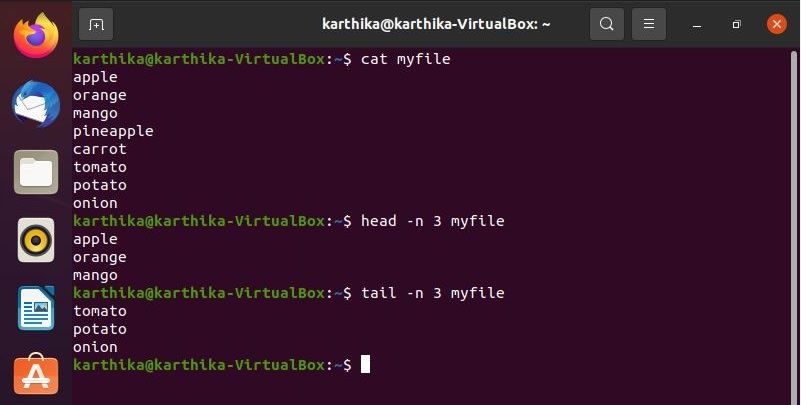 karthika@karthika-VirtualBox: ~
karthika@karthika-VirtualBox:~$ cat myfile
apple
orange
mango
pineapple
carrot
tomato
potato
onion
karthika@karthika-VirtualBox:~$ head -n 3 myfile
apple
orange
mango
karthika@karthika-VirtualBox:~$ tail -n 3 myfile
tomato
potato
onion
karthika@karthika-VirtualBox:~$